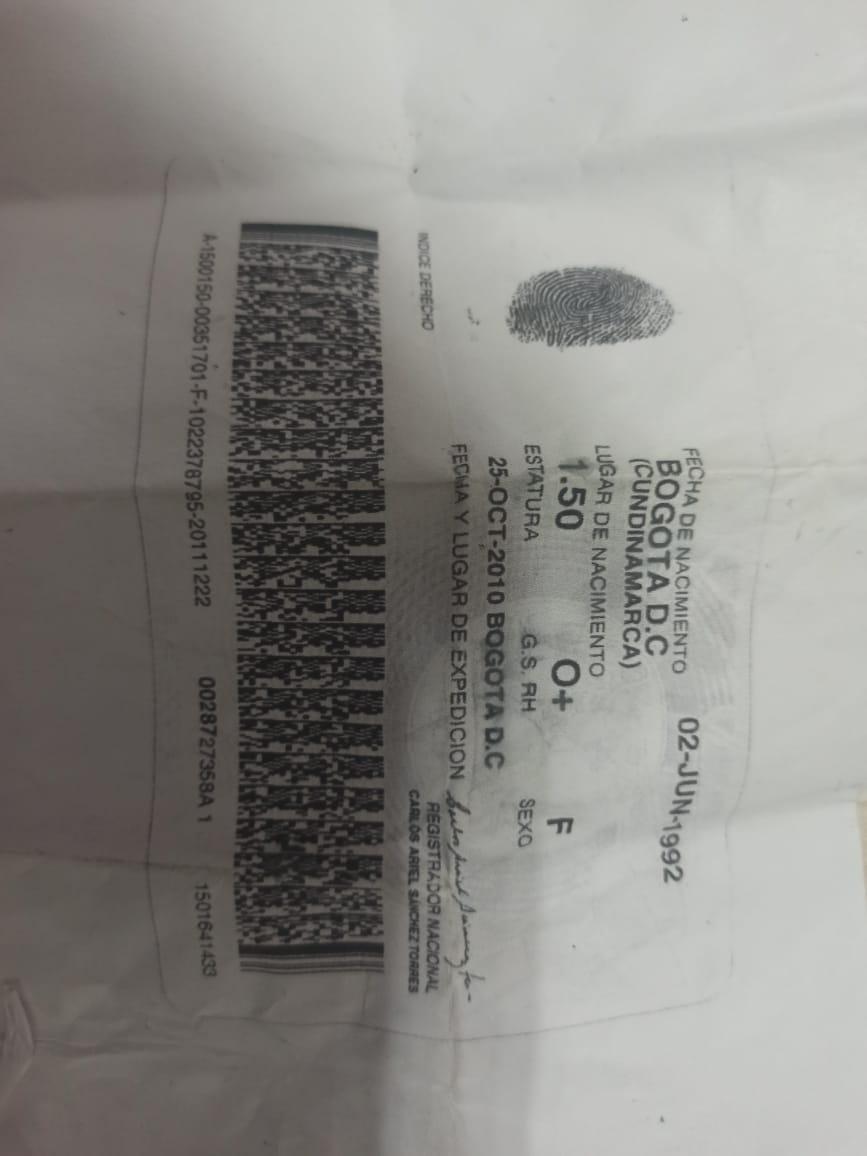 FECHA DE NACIMIENTO 02-JUN-1992
BOGOTA D.C
(CUNDINAMARCA)
LUGAR DE NACIMIENTO
1.50 O+ F
ESTATURA G.S. RH SEXO
25-OCT-2010 BOGOTA D.C
FECHA Y LUGAR DE EXPEDICION
INDICE DERECHO
REGISTRADOR NACIONAL
CARLOS ARIEL SÁNCHEZ TORRES
A-1500150-00351701-F-1022378795-20111222 0028727358A 1 1501641433